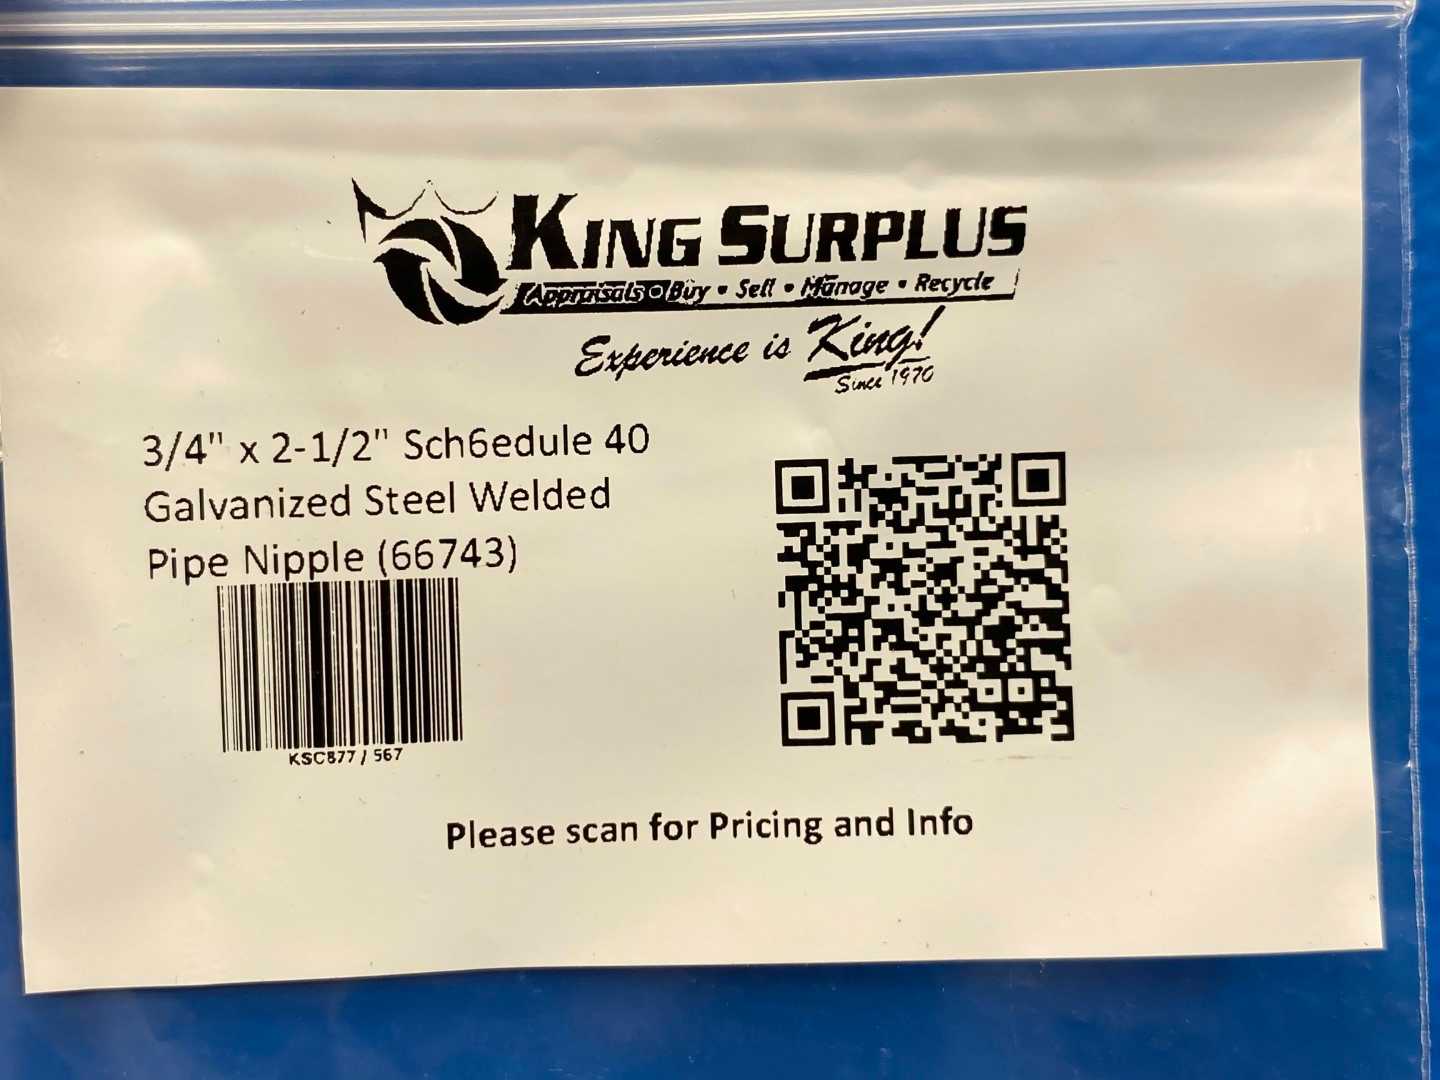 KING SURPLUS
Appraisals • Buy • Sell • Manage • Recycle
Experience is King!
Since 1970
3/4" x 2-1/2" Sch6edule 40
Galvanized Steel Welded
Pipe Nipple (66743)
KSC877 / 567
Please scan for Pricing and Info